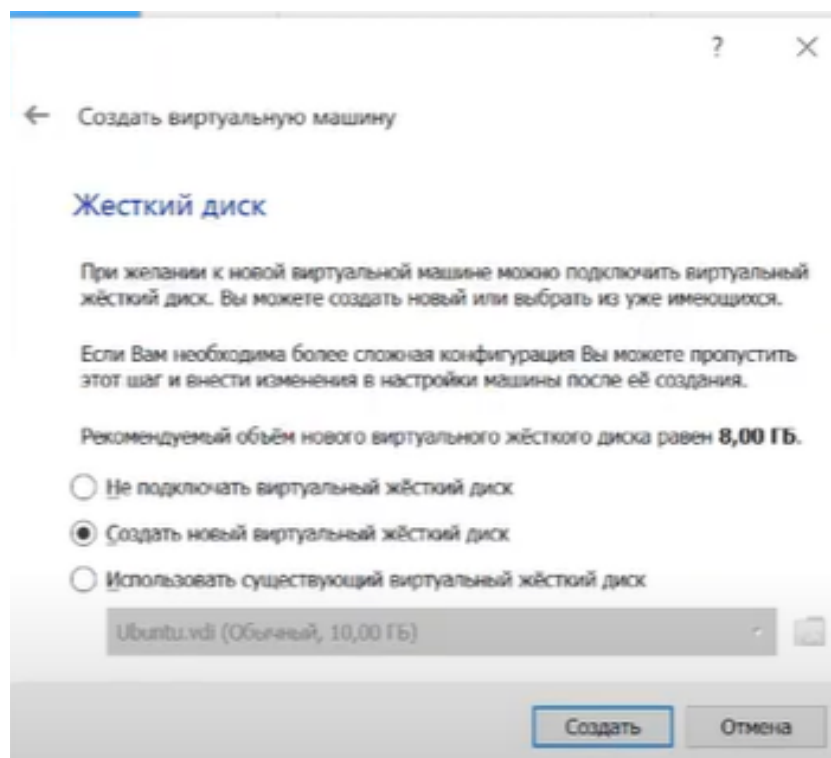 ?
Создать виртуальную машину
Жесткий диск
При желании к новой виртуальной машине можно подключить виртуальный
жёсткий диск. Вы можете создать новый или выбрать из уже имеющихся.
Если Вам необходима более сложная конфигурация Вы можете пропустить
этот шаг и внести изменения в настройки машины после её создания.
Рекомендуемый объём нового виртуального жёсткого диска равен 8,00 ГБ.
Не подключать виртуальный жёсткий диск
Создать новый виртуальный жёсткий диск
Использовать существующий виртуальный жёсткий диск
Ubuntu.vdi (Обычный, 10,00 ГБ)
Создать
Отмена